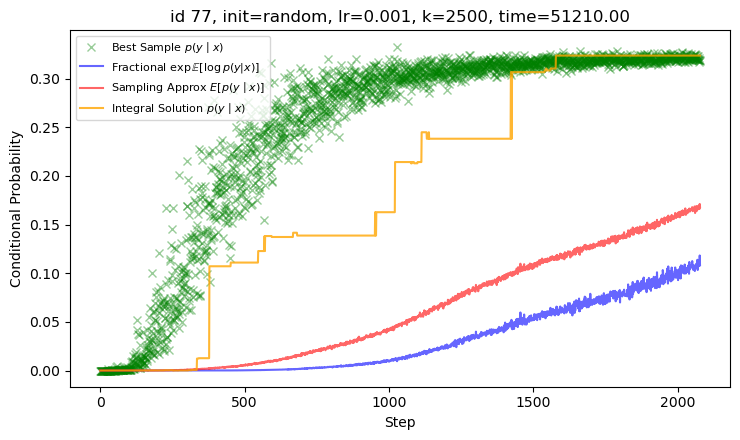 id 77, init=random, lr=0.001, k=2500, time=51210.00
Best Sample p(y | x)
Fractional exp𝔼[log p(y|x)]
Sampling Approx E[p(y | x)]
Integral Solution p(y | x)
Conditional Probability
0.30
0.25
0.20
0.15
0.10
0.05
0.00
0
500
1000
1500
2000
Step